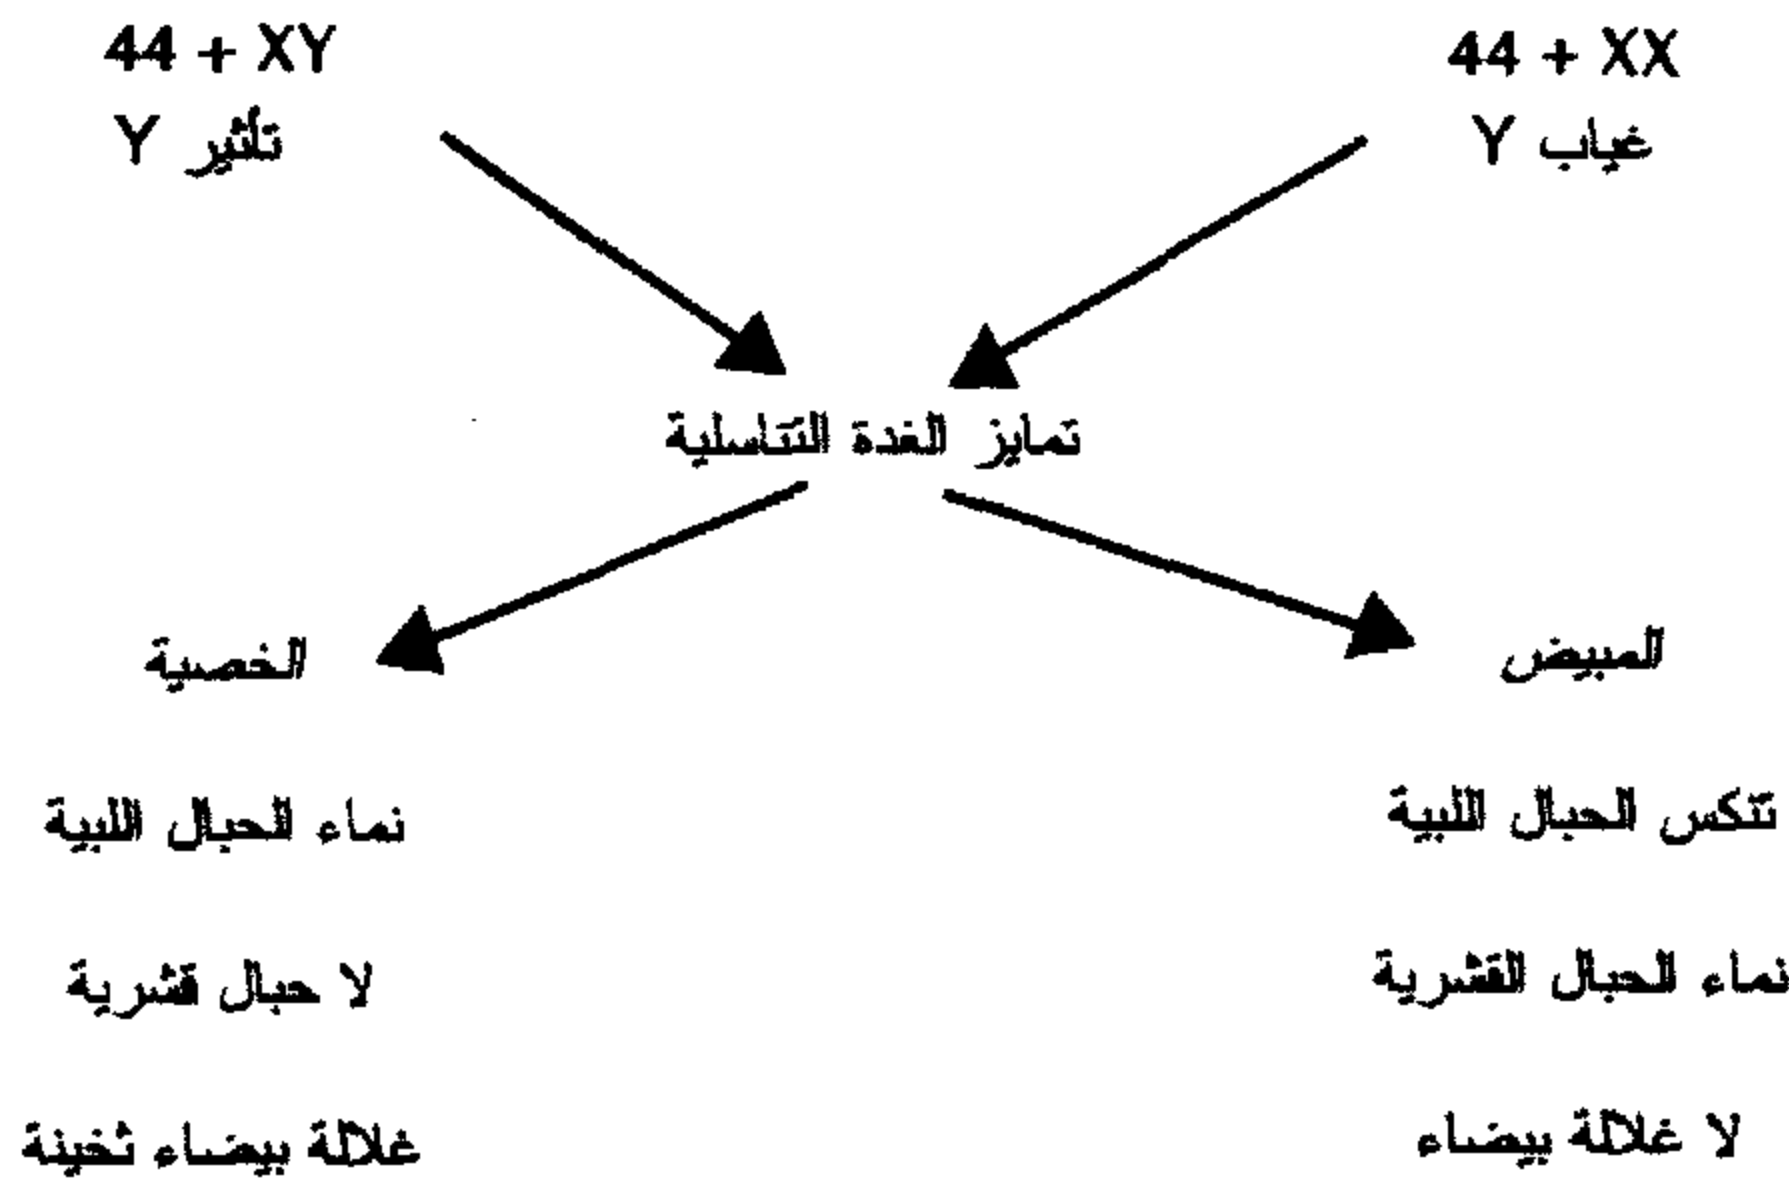 44 + XX
غياب Y
44 + XY
تأثير Y
تمايز الغدة التناسلية
المبيض
تنكس الحبال اللبية
نماء الحبال القشرية
لا غلالة بيضاء
الخصية
نماء الحبال اللبية
لا حبال قشرية
غلالة بيضاء ثخينة